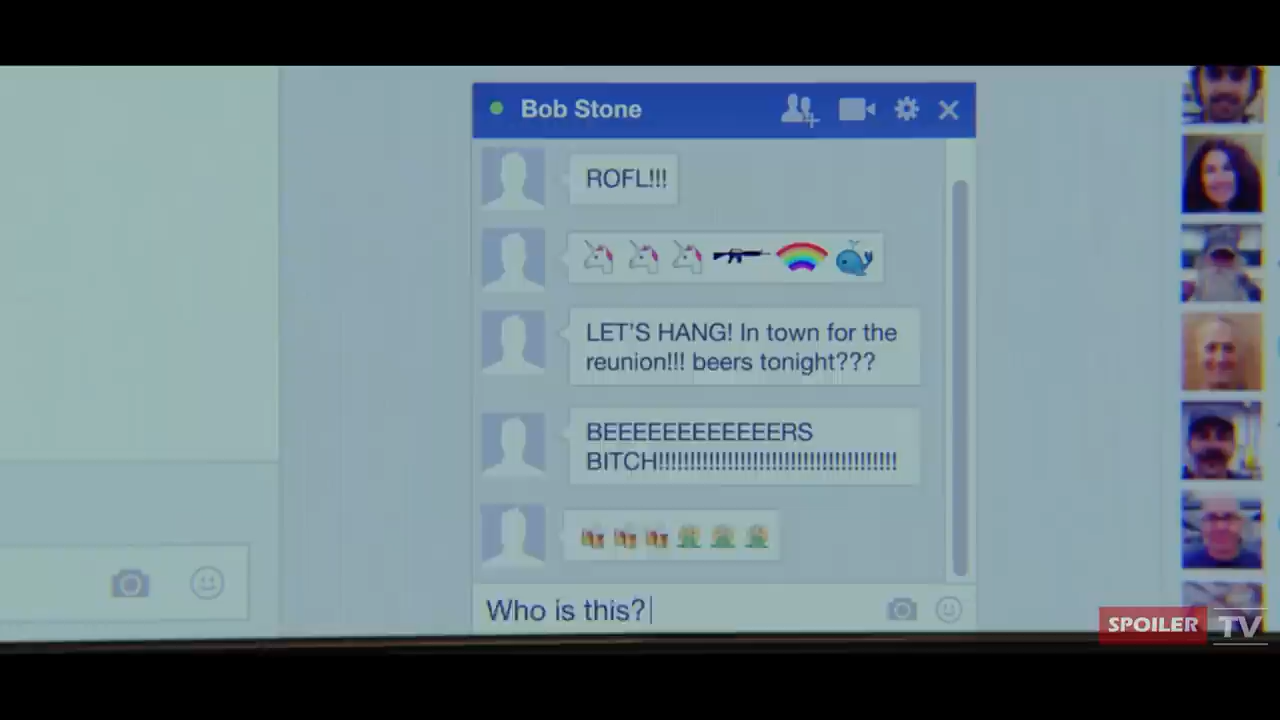 Bob Stone
ROFL!!!
🦄 🦄 🦄 🌈 🐳
LET'S HANG! In town for the
reunion!!! beers tonight???
BEEEEEEEEEEEERS
BITCH!!!!!!!!!!!!!!!!!!!!!!!!!!!!!!!!!!!!!!
Who is this?
SPOILER TV